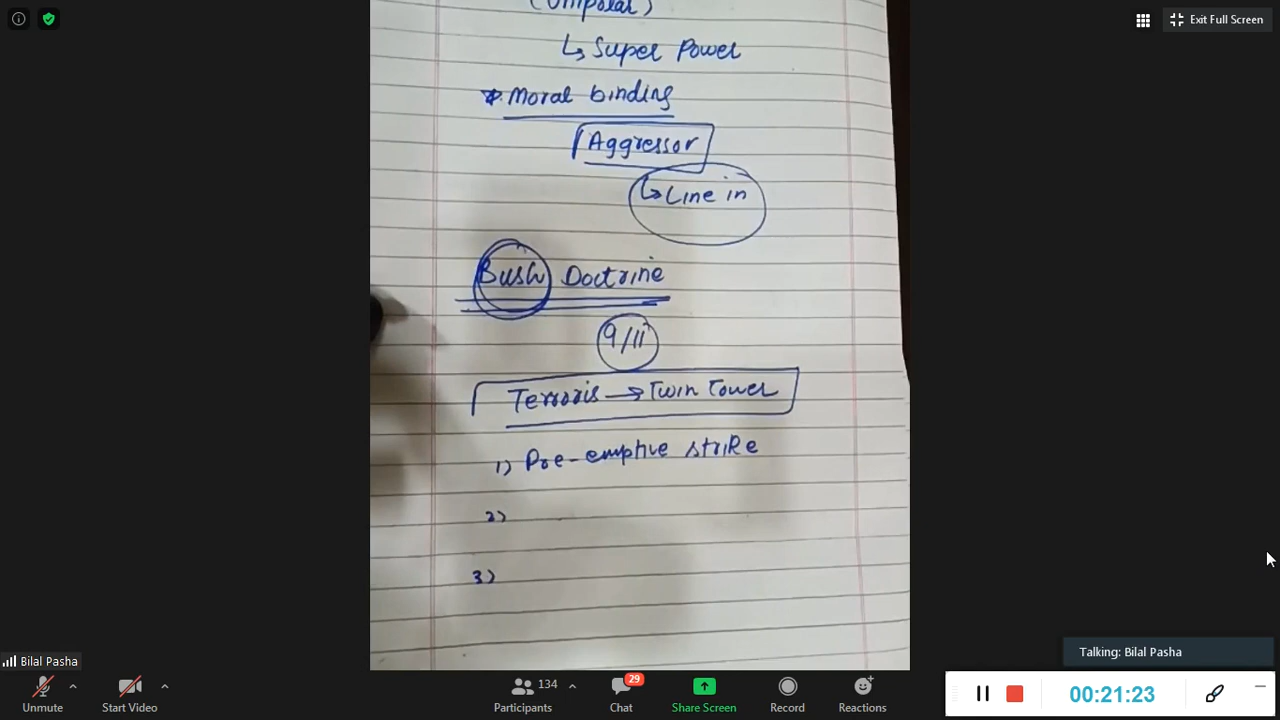 Exit Full Screen
(Unipolar)
↳ Super Power
* Moral binding
Aggressor
↳ Line in
Bush Doctrine
9/11
Terroris → Twin Tower
1) Pre-emptive strike
2)
3)
Bilal Pasha
Talking: Bilal Pasha
Unmute
Start Video
134
Participants
29
Chat
Share Screen
Record
Reactions
00:21:23